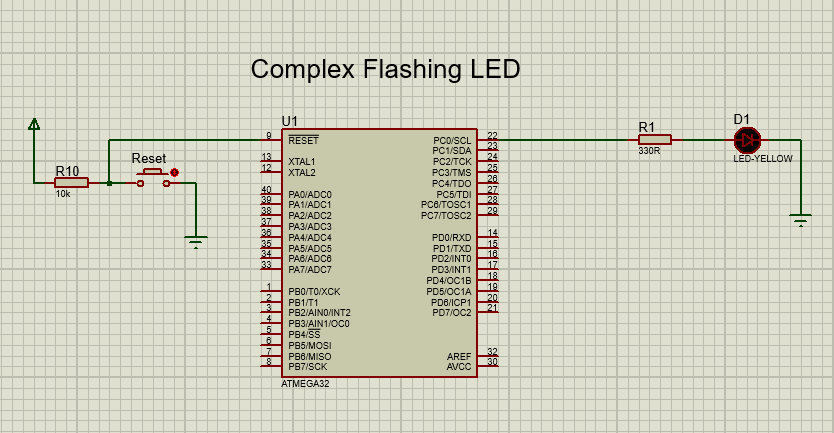 Complex Flashing LED
U1
R10
10k
Reset
9 RESET
13 XTAL1
12 XTAL2
40 PA0/ADC0
39 PA1/ADC1
38 PA2/ADC2
37 PA3/ADC3
36 PA4/ADC4
35 PA5/ADC5
34 PA6/ADC6
33 PA7/ADC7
1 PB0/T0/XCK
2 PB1/T1
3 PB2/AIN0/INT2
4 PB3/AIN1/OC0
5 PB4/SS
6 PB5/MOSI
7 PB6/MISO
8 PB7/SCK
PC0/SCL 22
PC1/SDA 23
PC2/TCK 24
PC3/TMS 25
PC4/TDO 26
PC5/TDI 27
PC6/TOSC1 28
PC7/TOSC2 29
PD0/RXD 14
PD1/TXD 15
PD2/INT0 16
PD3/INT1 17
PD4/OC1B 18
PD5/OC1A 19
PD6/ICP1 20
PD7/OC2 21
AREF 32
AVCC 30
ATMEGA32
R1
330R
D1
LED-YELLOW